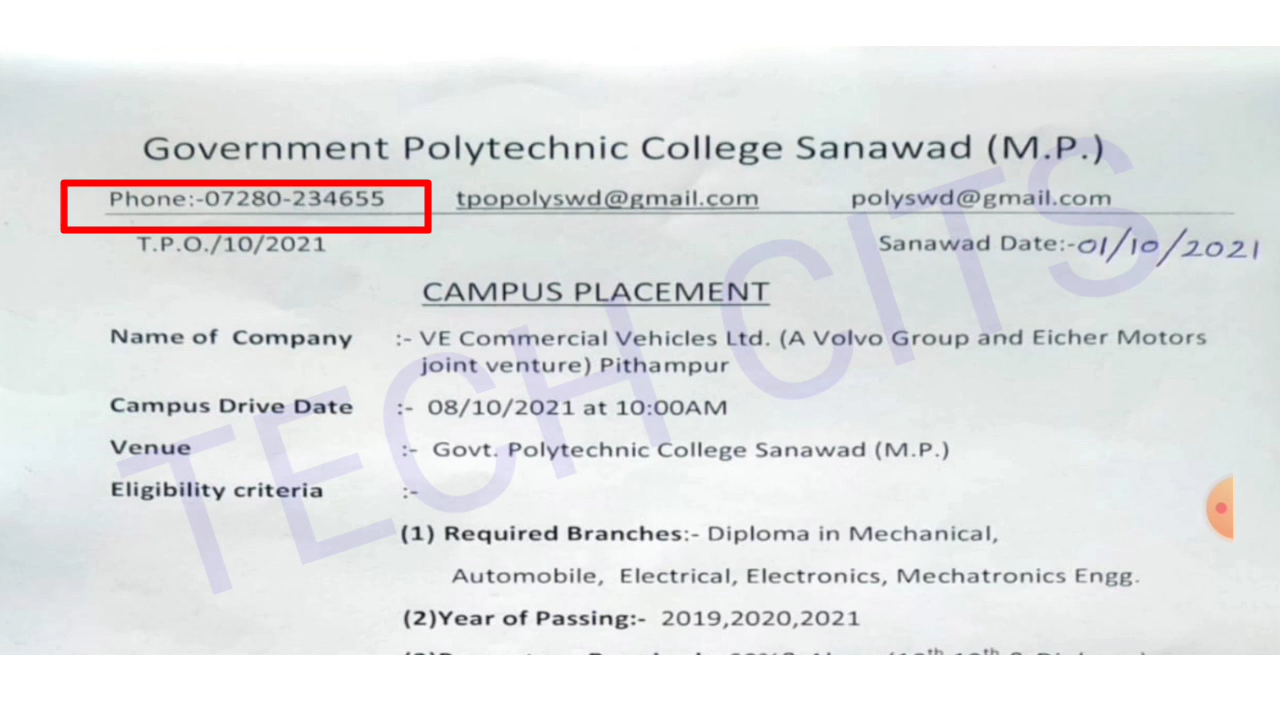 Government Polytechnic College Sanawad (M.P.)
Phone:-07280-234655 tpopolyswd@gmail.com polyswd@gmail.com
T.P.O./10/2021 Sanawad Date:-01/10/2021
CAMPUS PLACEMENT
Name of Company :- VE Commercial Vehicles Ltd. (A Volvo Group and Eicher Motors
joint venture) Pithampur
Campus Drive Date :- 08/10/2021 at 10:00AM
Venue :- Govt. Polytechnic College Sanawad (M.P.)
Eligibility criteria :-
(1) Required Branches:- Diploma in Mechanical,
Automobile, Electrical, Electronics, Mechatronics Engg.
(2)Year of Passing:- 2019,2020,2021
TECH CITS